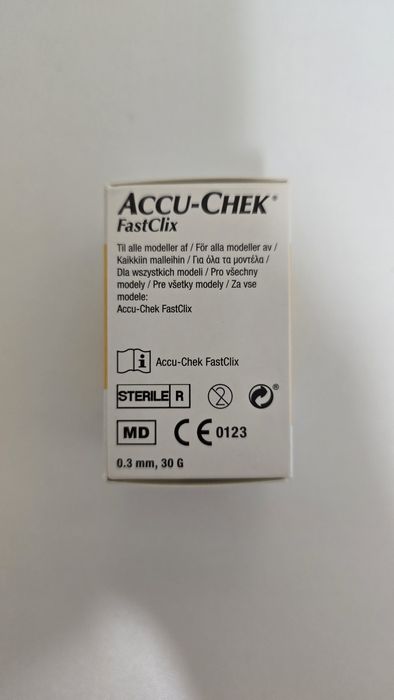 ACCU-CHEK®
FastClix
Til alle modeller af / För alla modeller av /
Kaikkiin malleihin / Για όλα τα μοντέλα /
Dla wszystkich modeli / Pro všechny
modely / Pre všetky modely / Za vse
modele:
Accu-Chek FastClix
i Accu-Chek FastClix
STERILE R 2 ®
MD CE 0123
0.3 mm, 30 G